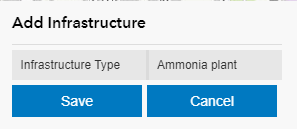 Add Infrastructure
Infrastructure Type Ammonia plant
Save Cancel